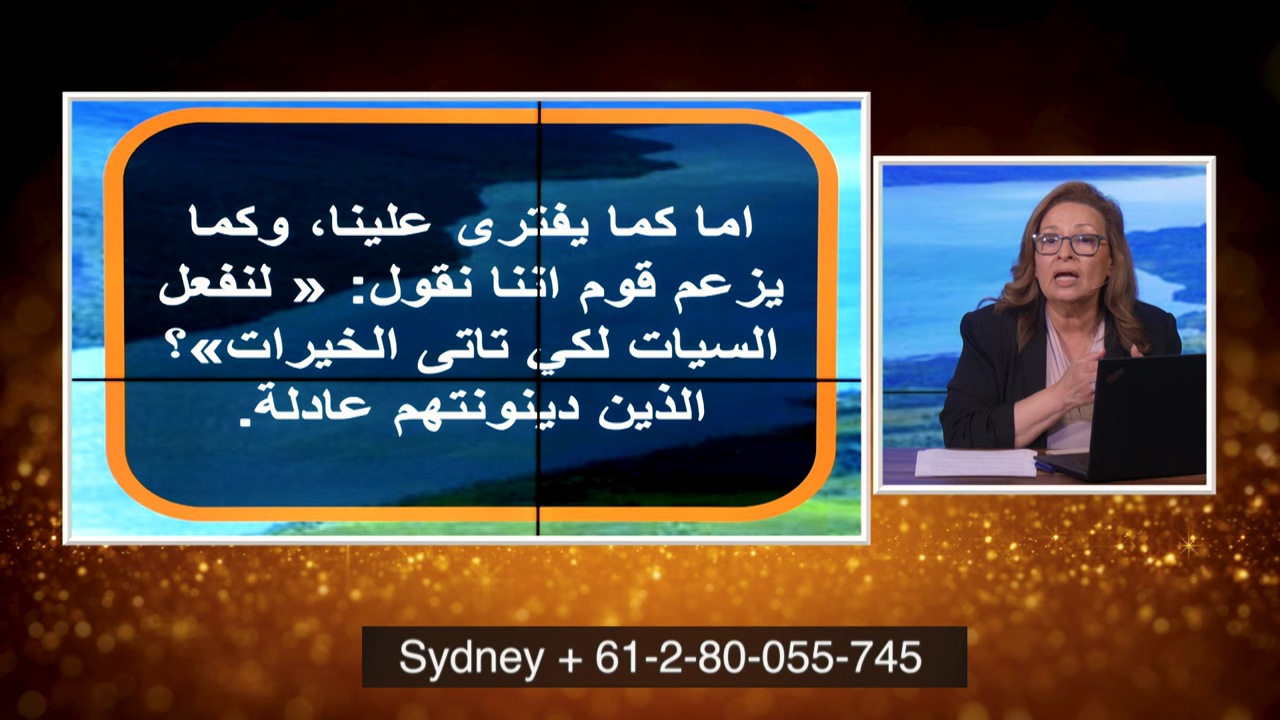 اما كما يفترى علينا، وكما
يزعم قوم اننا نقول: « لنفعل
السيات لكي تاتى الخيرات»؟
الذين دينونتهم عادلة.
Sydney + 61-2-80-055-745